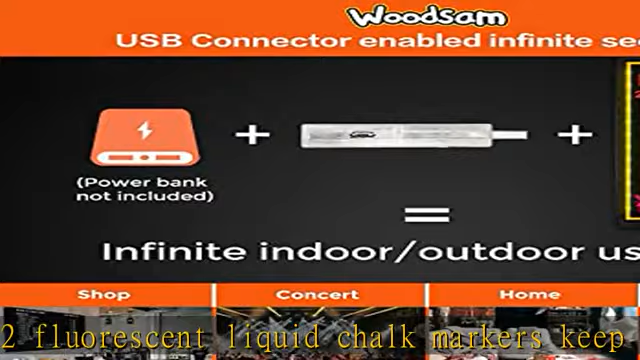 Woodsam
USB Connector enabled infinite se
(Power bank
not included)
Infinite indoor/outdoor us
Shop Concert Home
2 fluorescent liquid chalk markers keep